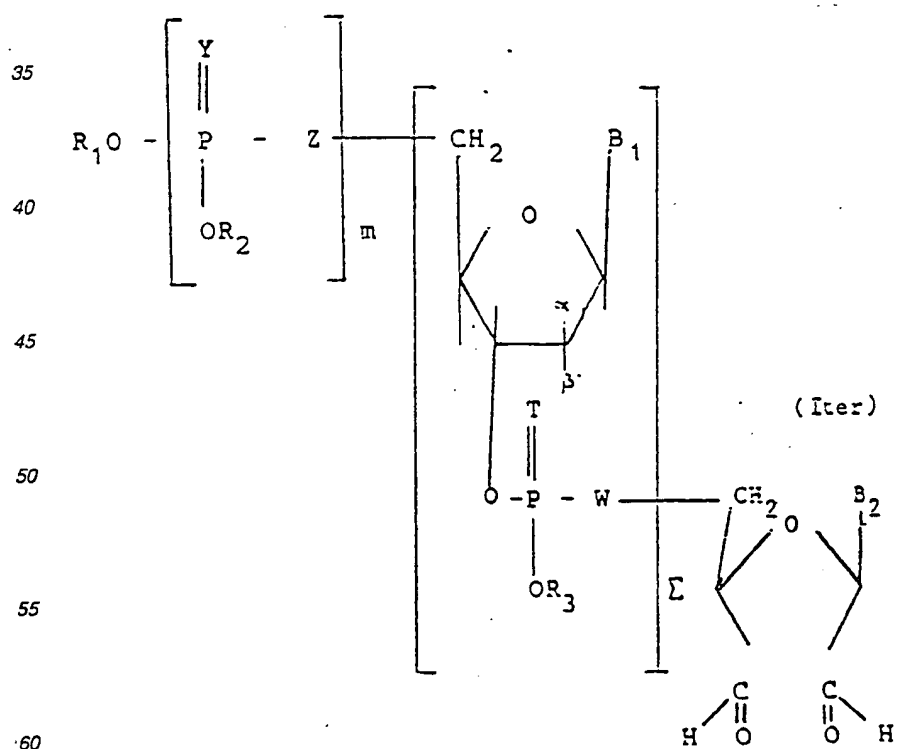 35
Y
R₁O - P - Z
CH₂ B₁
40
OR₂ m
O
45
α
β
T
(Iter)
50
O - P - W
CH₂ O B₂
OR₃ Σ
55
C C
H O O H
60